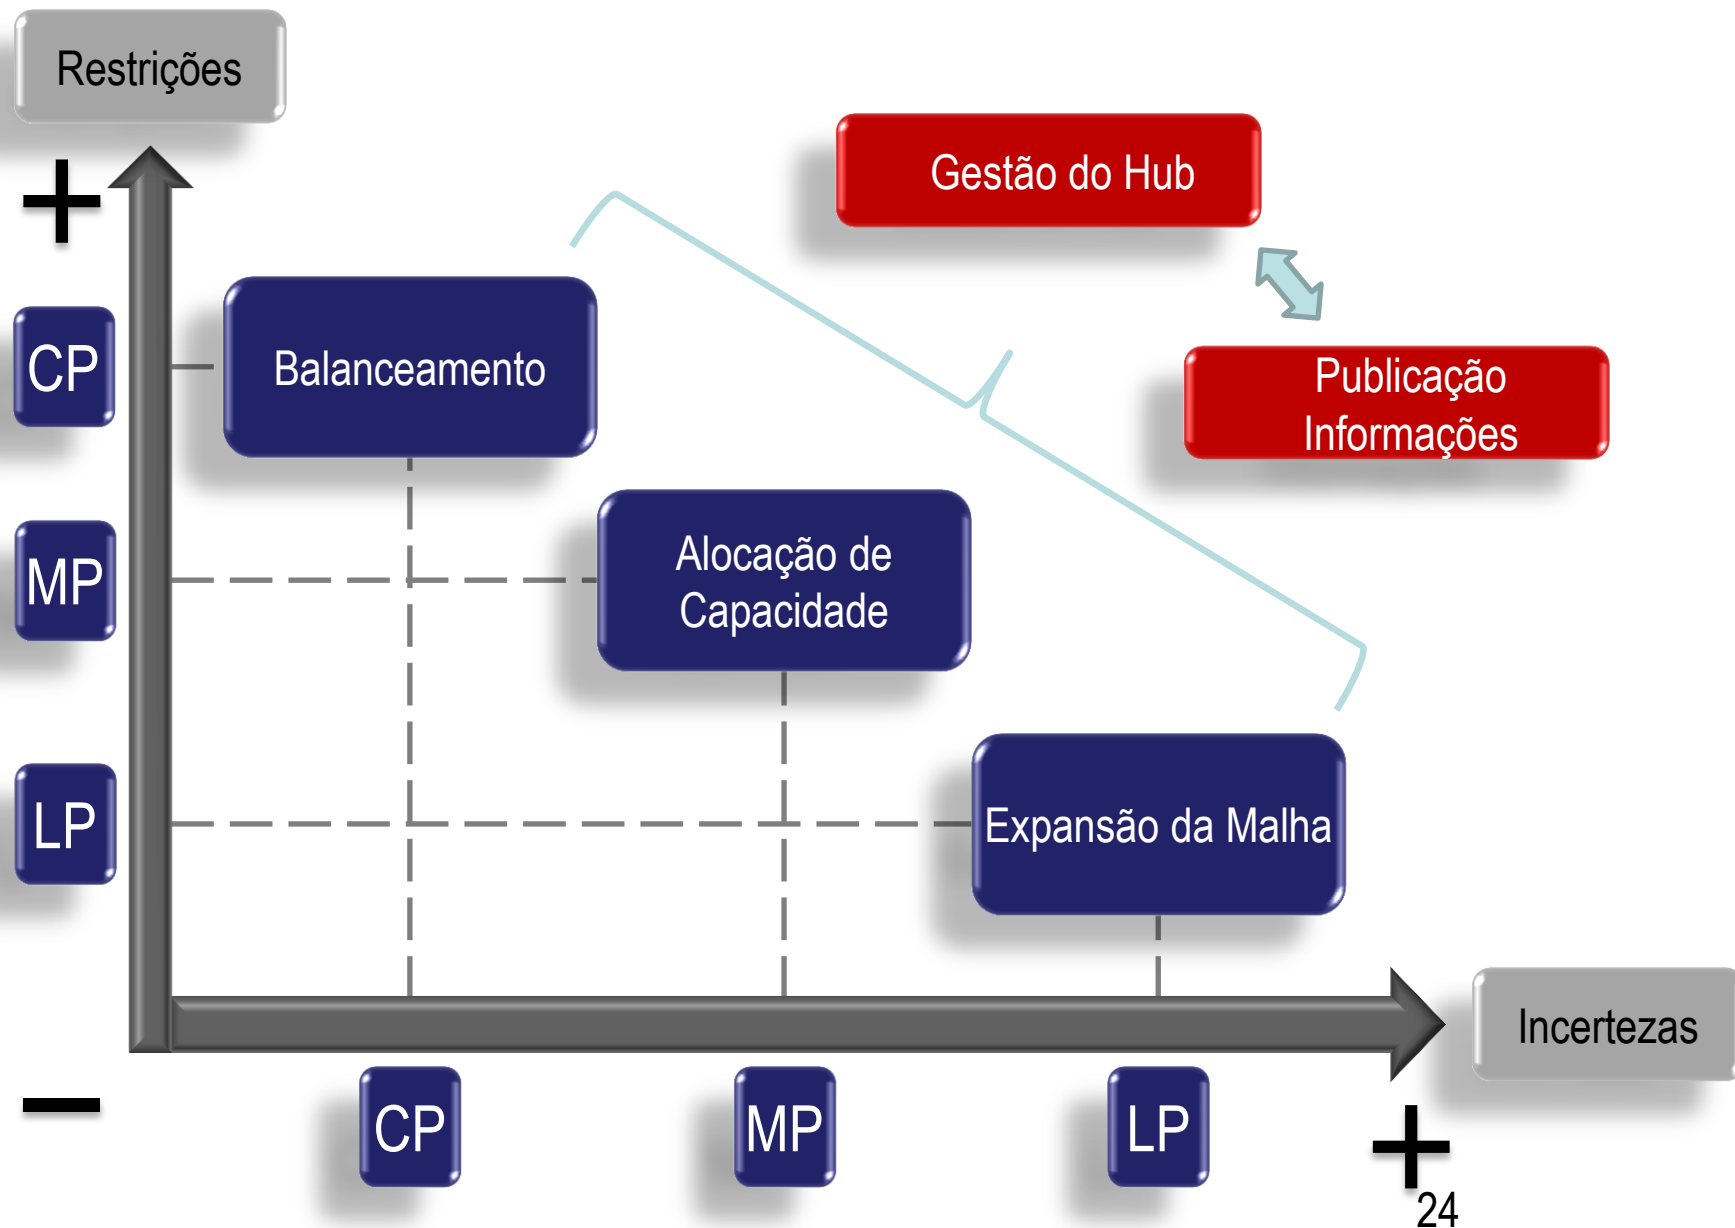 Restrições
+
Gestão do Hub
CP
Balanceamento
Publicação
Informações
MP
Alocação de
Capacidade
LP
Expansão da Malha
Incertezas
–
CP
MP
LP
+
24